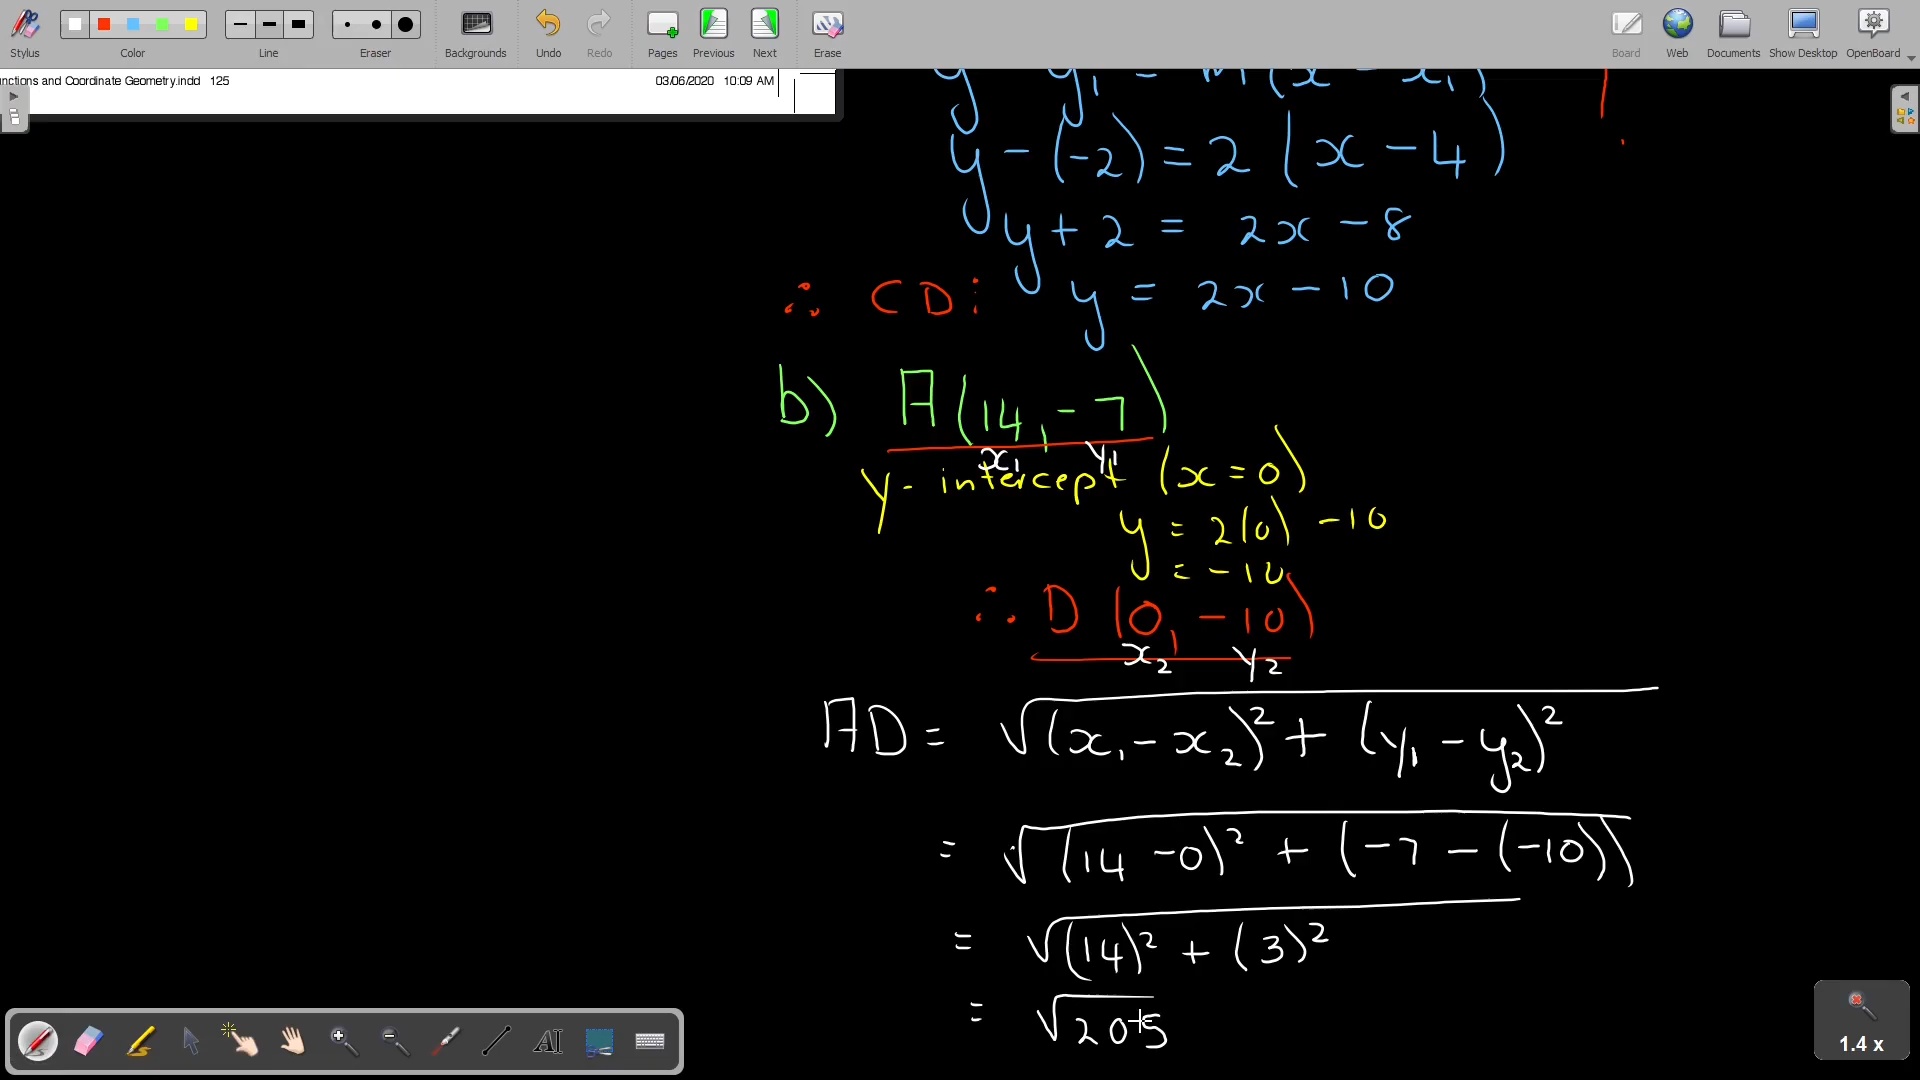 Stylus Color Line Eraser Backgrounds Undo Redo Pages Previous Next Erase Board Web Documents Show Desktop OpenBoard
nctions and Coordinate Geometry.indd 125 03/06/2020 10:09 AM
y - y₁ = m(x - x₁)
y - (-2) = 2 (x - 4)
y + 2 = 2x - 8
∴ CD: y = 2x - 10
b) A(14, -7)
x₁ y₁
y-intercept (x = 0)
y = 2(0) - 10
= -10
∴ D (0, -10)
x₂ y₂
AD = √(x₁ - x₂)² + (y₁ - y₂)²
= √(14 - 0)² + (-7 - (-10))
= √(14)² + (3)²
= √205
1.4 x